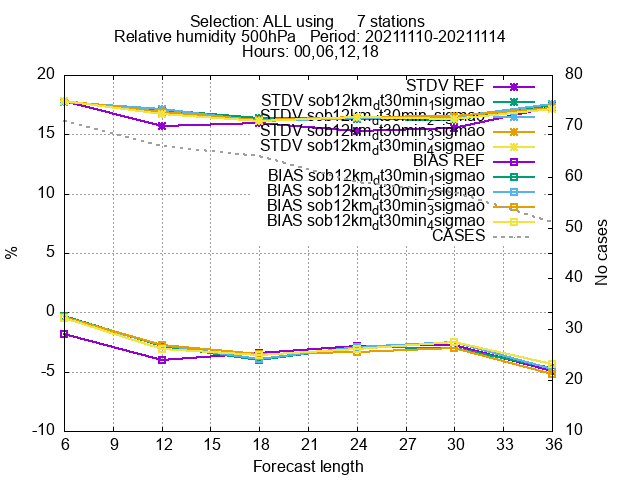 Selection: ALL using 7 stations
Relative humidity 500hPa Period: 20211110-20211114
Hours: 00,06,12,18
20
15
10
5
0
-5
-10
%
80
70
60
50
40
30
20
10
No cases
STDV REF
STDV sob12km_dt30min_1sigmao
STDV sob12km_dt30min_2sigmao
STDV sob12km_dt30min_3sigmao
STDV sob12km_dt30min_4sigmao
BIAS REF
BIAS sob12km_dt30min_1sigmao
BIAS sob12km_dt30min_2sigmao
BIAS sob12km_dt30min_3sigmao
BIAS sob12km_dt30min_4sigmao
CASES
6 9 12 15 18 21 24 27 30 33 36
Forecast length